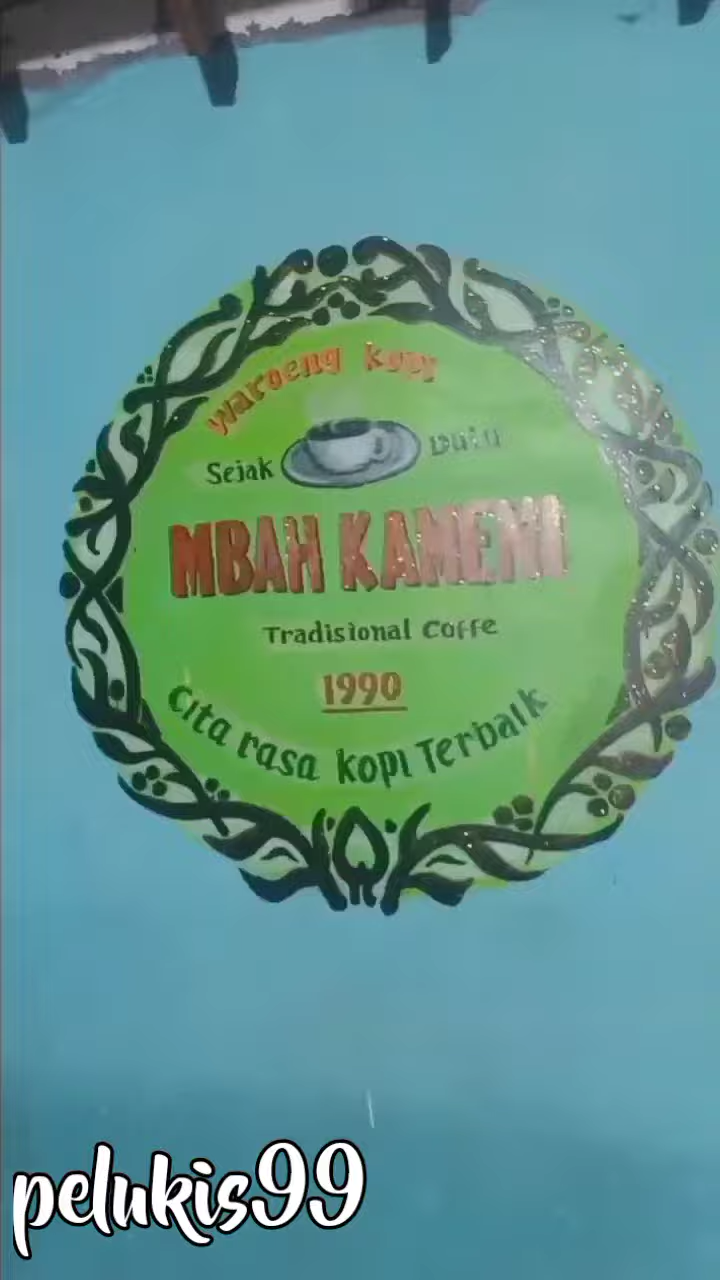 waroeng kopi
Sejak Dulu
MBAH KAMENI
Tradisional Coffe
1990
Cita rasa kopi Terbaik
pelukis99